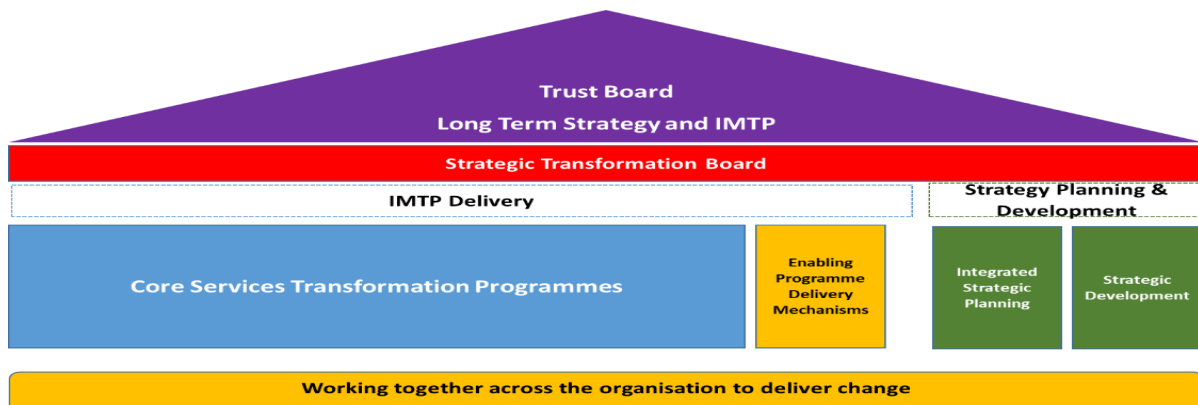 Trust Board
Long Term Strategy and IMTP
Strategic Transformation Board
IMTP Delivery
Strategy Planning &
Development
Core Services Transformation Programmes
Enabling
Programme
Delivery
Mechanisms
Integrated
Strategic
Planning
Strategic
Development
Working together across the organisation to deliver change